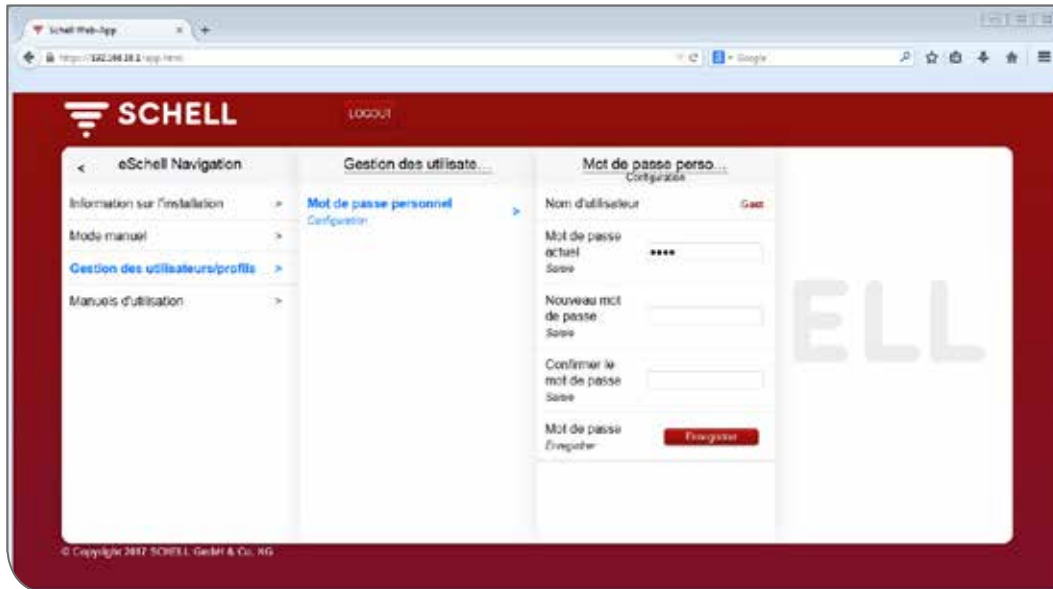 Schell Web-App
Google
SCHELL
LOGOUT
< eSchell Navigation
Information sur l'installation >
Mode manuel >
Gestion des utilisateurs/profils >
Manuels d'utilisation >
Gestion des utilisate...
Mot de passe personnel >
Configuration
Mot de passe perso...
Configuration
Nom d'utilisateur Gast
Mot de passe
actuel
Saisie
Nouveau mot
de passe
Saisie
Confirmer le
mot de passe
Saisie
Mot de passe
Enregistrer
Enregistrer
ELL
© Copyright 2017 SCHELL GmbH & Co. KG